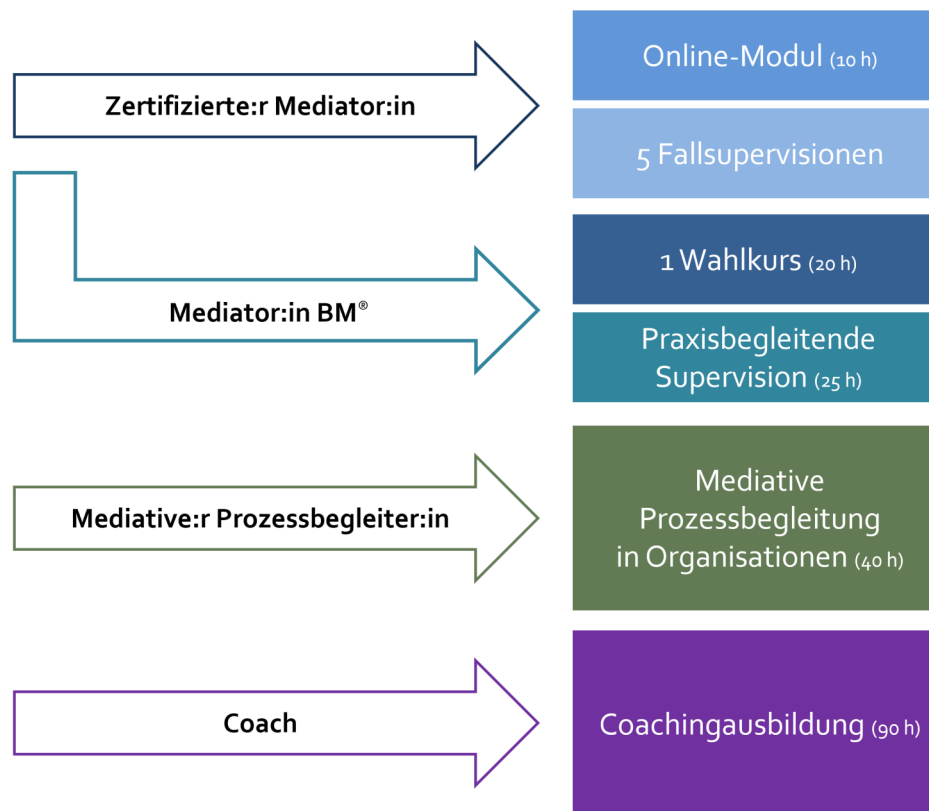 Zertifizierte:r Mediator:in
Online-Modul (10 h)
5 Fallsupervisionen
Mediator:in BM®
1 Wahlkurs (20 h)
Praxisbegleitende
Supervision (25 h)
Mediative:r Prozessbegleiter:in
Mediative
Prozessbegleitung
in Organisationen (40 h)
Coach
Coachingausbildung (90 h)